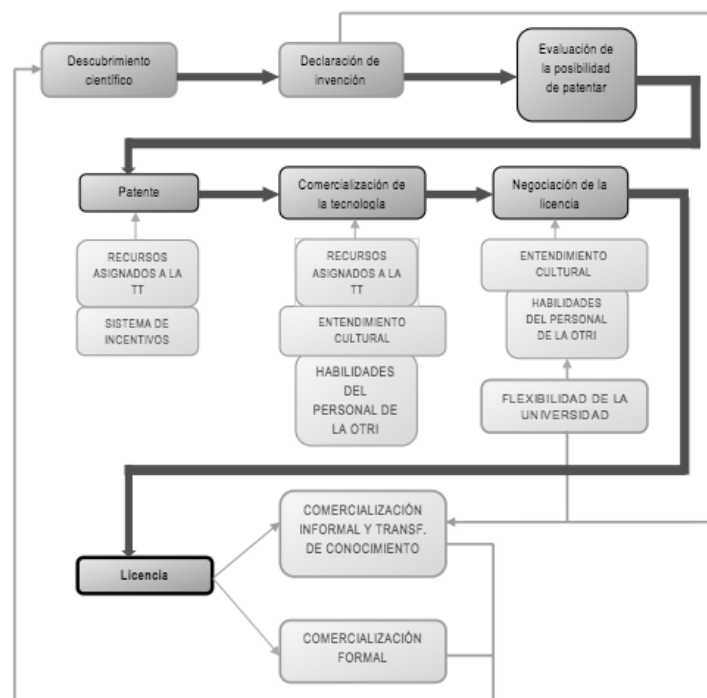 Descubrimiento
científico
Declaración de
invención
Evaluación de
la posibilidad
de patentar
Patente
Comercialización de
la tecnología
Negociación de la
licencia
RECURSOS
ASIGNADOS A LA
TT
SISTEMA DE
INCENTIVOS
RECURSOS
ASIGNADOS A LA
TT
ENTENDIMIENTO
CULTURAL
HABILIDADES
DEL
PERSONAL DE
LA OTRI
ENTENDIMIENTO
CULTURAL
HABILIDADES
DEL PERSONAL
DE LA OTRI
FLEXIBILIDAD DE LA
UNIVERSIDAD
COMERCIALIZACIÓN
INFORMAL Y TRANSF.
DE CONOCIMIENTO
Licencia
COMERCIALIZACIÓN
FORMAL